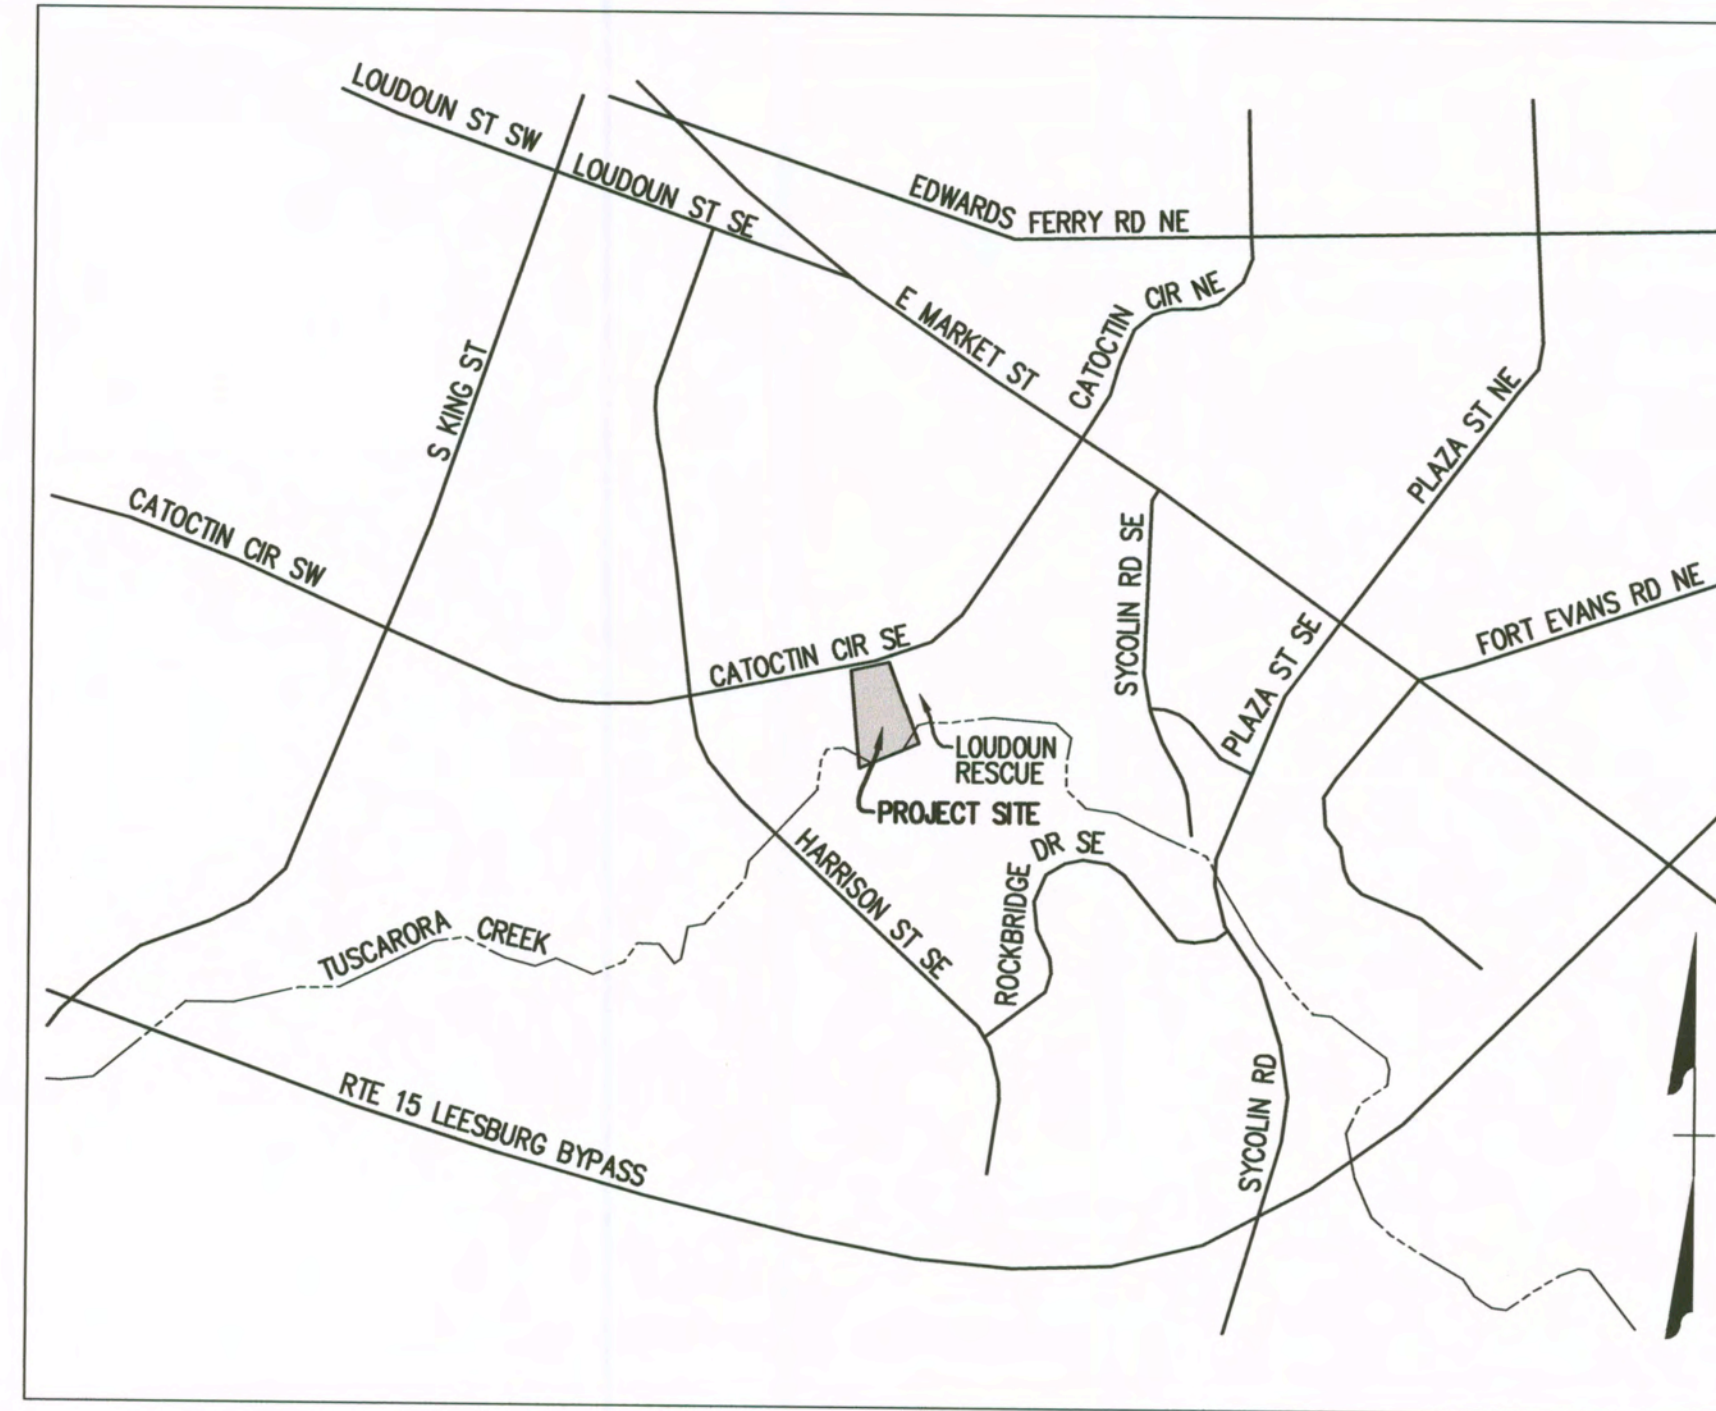 LOUDOUN ST SW
LOUDOUN ST SE
EDWARDS FERRY RD NE
CATOCTIN CIR NE
E MARKET ST
S KING ST
PLAZA ST NE
CATOCTIN CIR SW
SYCOLIN RD SE
FORT EVANS RD NE
CATOCTIN CIR SE
PLAZA ST SE
LOUDOUN
RESCUE
PROJECT SITE
HARRISON ST SE
ROCKBRIDGE DR SE
TUSCARORA CREEK
SYCOLIN RD
RTE 15 LEESBURG BYPASS